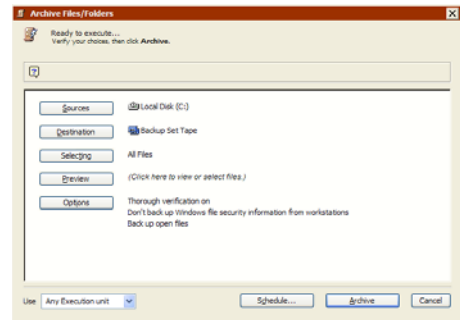 Archive Files/Folders
Ready to execute...
Verify your choices, then click Archive.
Sources
Local Disk (C:)
Destination
Backup Set Tape
Selecting
All Files
Preview
(Click here to view or select files.)
Options
Thorough verification on
Don't back up Windows file security information from workstations
Back up open files
Use
Any Execution unit
Schedule...
Archive
Cancel